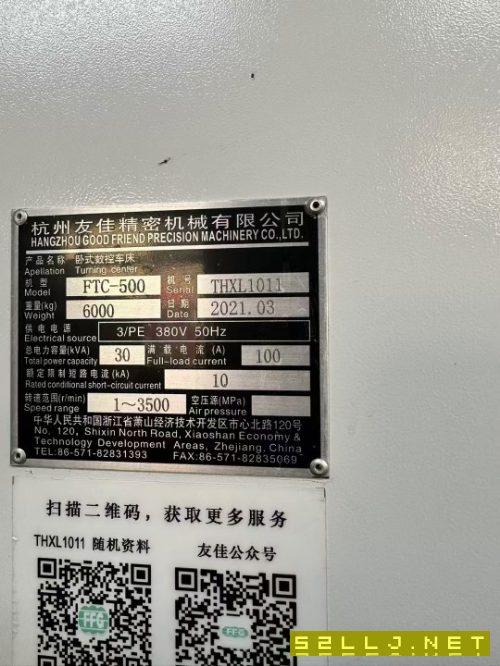 杭州友佳精密机械有限公司
HANGZHOU GOOD FRIEND PRECISION MACHINERY CO.,LTD.
产品名称 卧式数控车床
Apellation Turning center
机型 FTC-500 机号 THXL1011
Model Serial
重量(kg) 6000 日期 2021.03
Weight Date
供电电源 3/PE 380V 50Hz
Electrical source
总电力容量(kVA) 30 满载电流(A) 100
Total power capacity Full-load current
额定限制短路电流(kA) 10
Rated conditional short-circuit current
转速范围(r/min) 1~3500 空压源(MPa)
Speed range Air pressure
中华人民共和国浙江省萧山经济技术开发区市心北路120号
No. 120, Shixin North Road, Xiaoshan Economy &
Technology Development Areas, Zhejiang, China
TEL:86-571-82831393 FAX:86-571-82835069
扫描二维码，获取更多服务
THXL1011 随机资料 友佳公众号
FFG FFG
52LLJ.NET